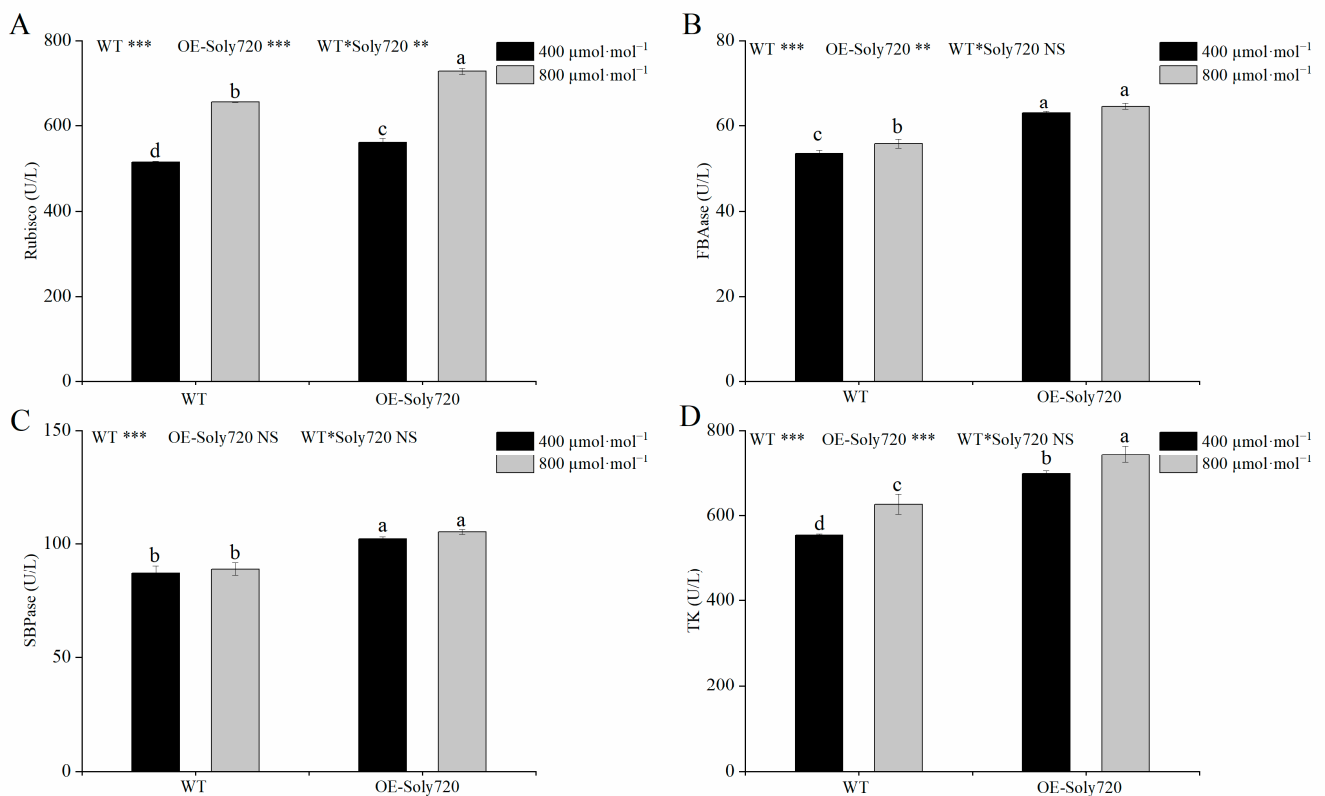 A
WT *** OE-Soly720 *** WT*Soly720 **
400 µmol·mol⁻¹
800 µmol·mol⁻¹
Rubisco (U/L)
800
600
400
200
0
d
b
c
a
WT
OE-Soly720
B
WT *** OE-Soly720 ** WT*Soly720 NS
400 µmol·mol⁻¹
800 µmol·mol⁻¹
FBAase (U/L)
80
60
40
20
0
c
b
a
a
WT
OE-Soly720
C
WT *** OE-Soly720 NS WT*Soly720 NS
400 µmol·mol⁻¹
800 µmol·mol⁻¹
SBPase (U/L)
150
100
50
0
b
b
a
a
WT
OE-Soly720
D
WT *** OE-Soly720 *** WT*Soly720 NS
400 µmol·mol⁻¹
800 µmol·mol⁻¹
TK (U/L)
800
600
400
200
0
d
c
b
a
WT
OE-Soly720